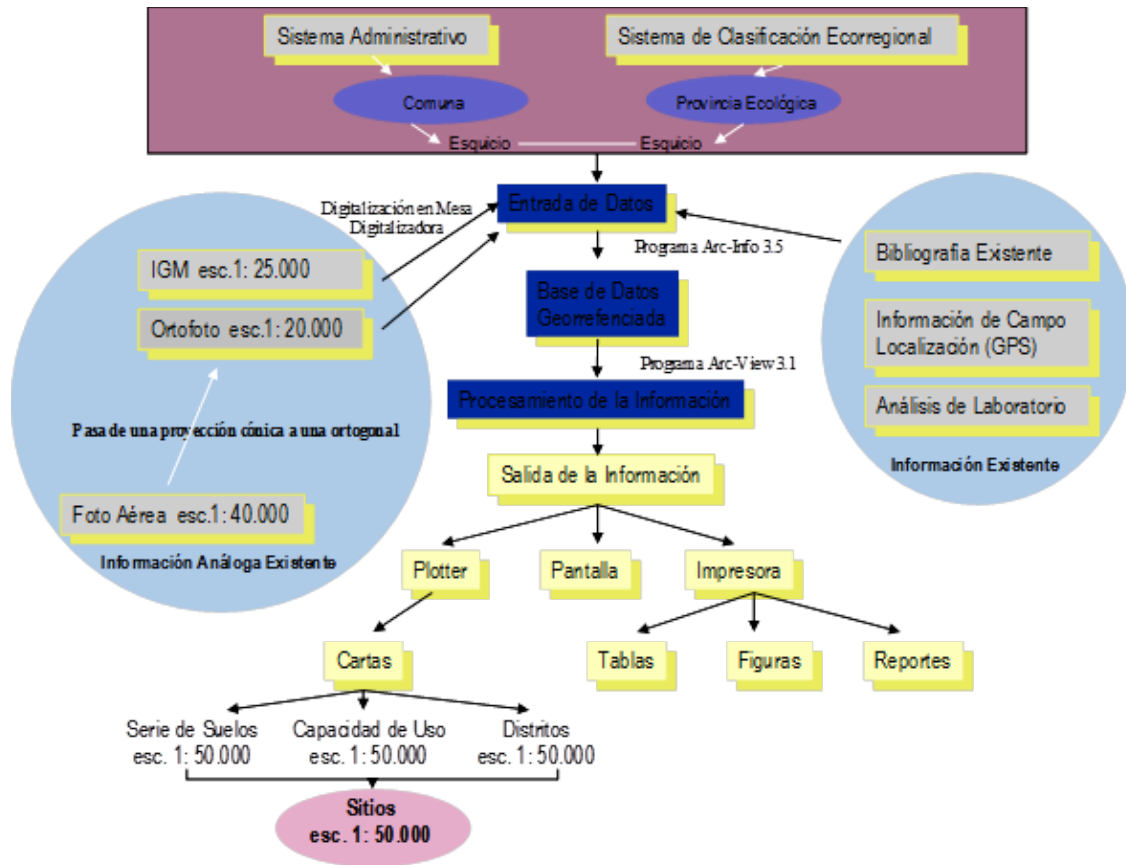 Sistema Administrativo
Sistema de Clasificación Ecorregional
Comuna
Provincia Ecológica
Esquicio
Esquicio
Digitalización en Mesa
Digitalizadora
Entrada de Datos
Programa Arc-Info 3.5
IGM esc.1: 25.000
Ortofoto esc.1: 20.000
Pasa de una proyección cónica a una ortogonal
Foto Aérea esc.1: 40.000
Información Análoga Existente
Base de Datos
Georrefenciada
Programa Arc-View 3.1
Procesamiento de la Información
Bibliografía Existente
Información de Campo
Localización (GPS)
Análisis de Laboratorio
Información Existente
Salida de la Información
Plotter
Pantalla
Impresora
Cartas
Tablas
Figuras
Reportes
Serie de Suelos
esc. 1: 50.000
Capacidad de Uso
esc. 1: 50.000
Distritos
esc. 1: 50.000
Sitios
esc. 1: 50.000